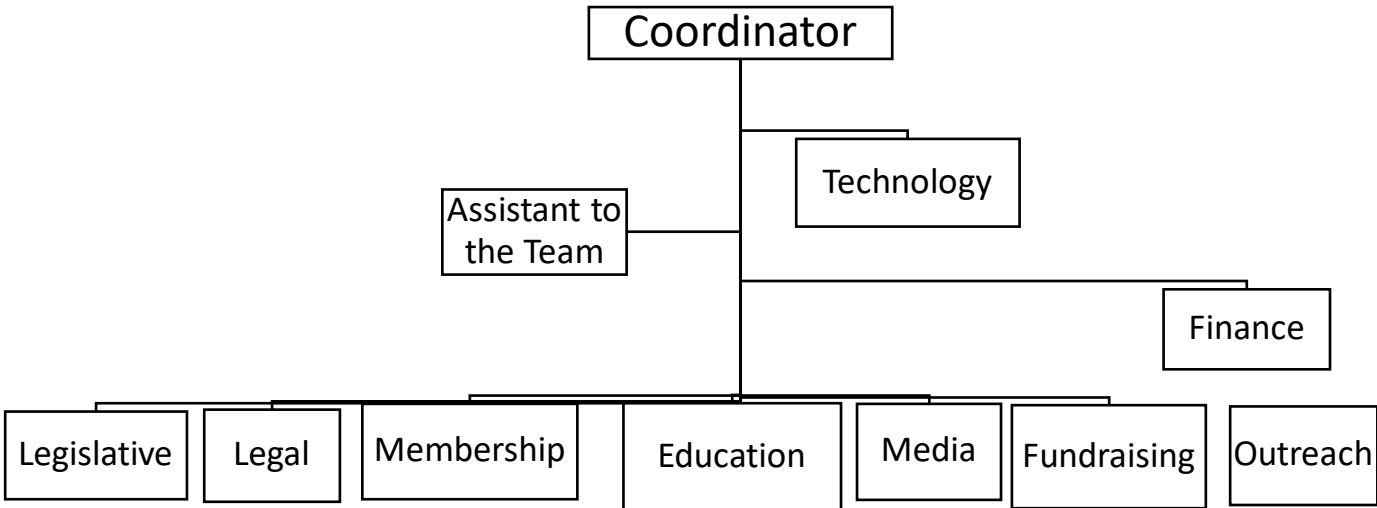 Coordinator
Technology
Assistant to
the Team
Finance
Legislative
Legal
Membership
Education
Media
Fundraising
Outreach